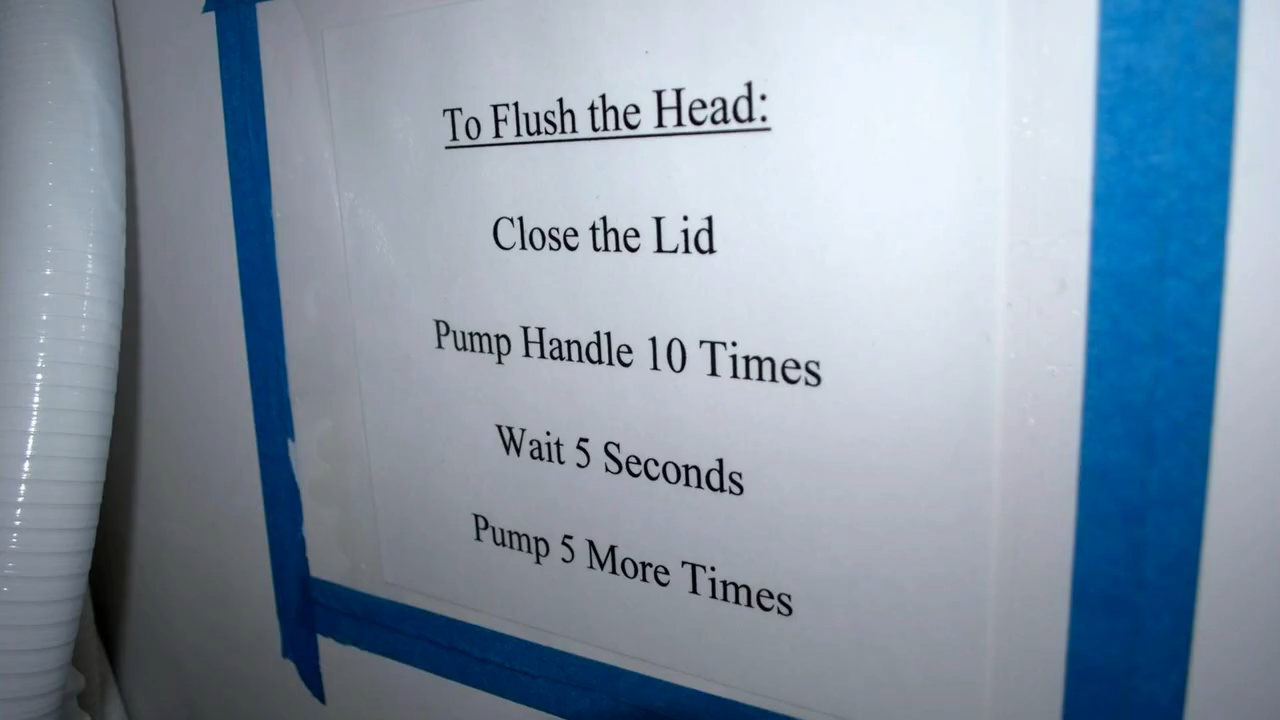 To Flush the Head:
Close the Lid
Pump Handle 10 Times
Wait 5 Seconds
Pump 5 More Times